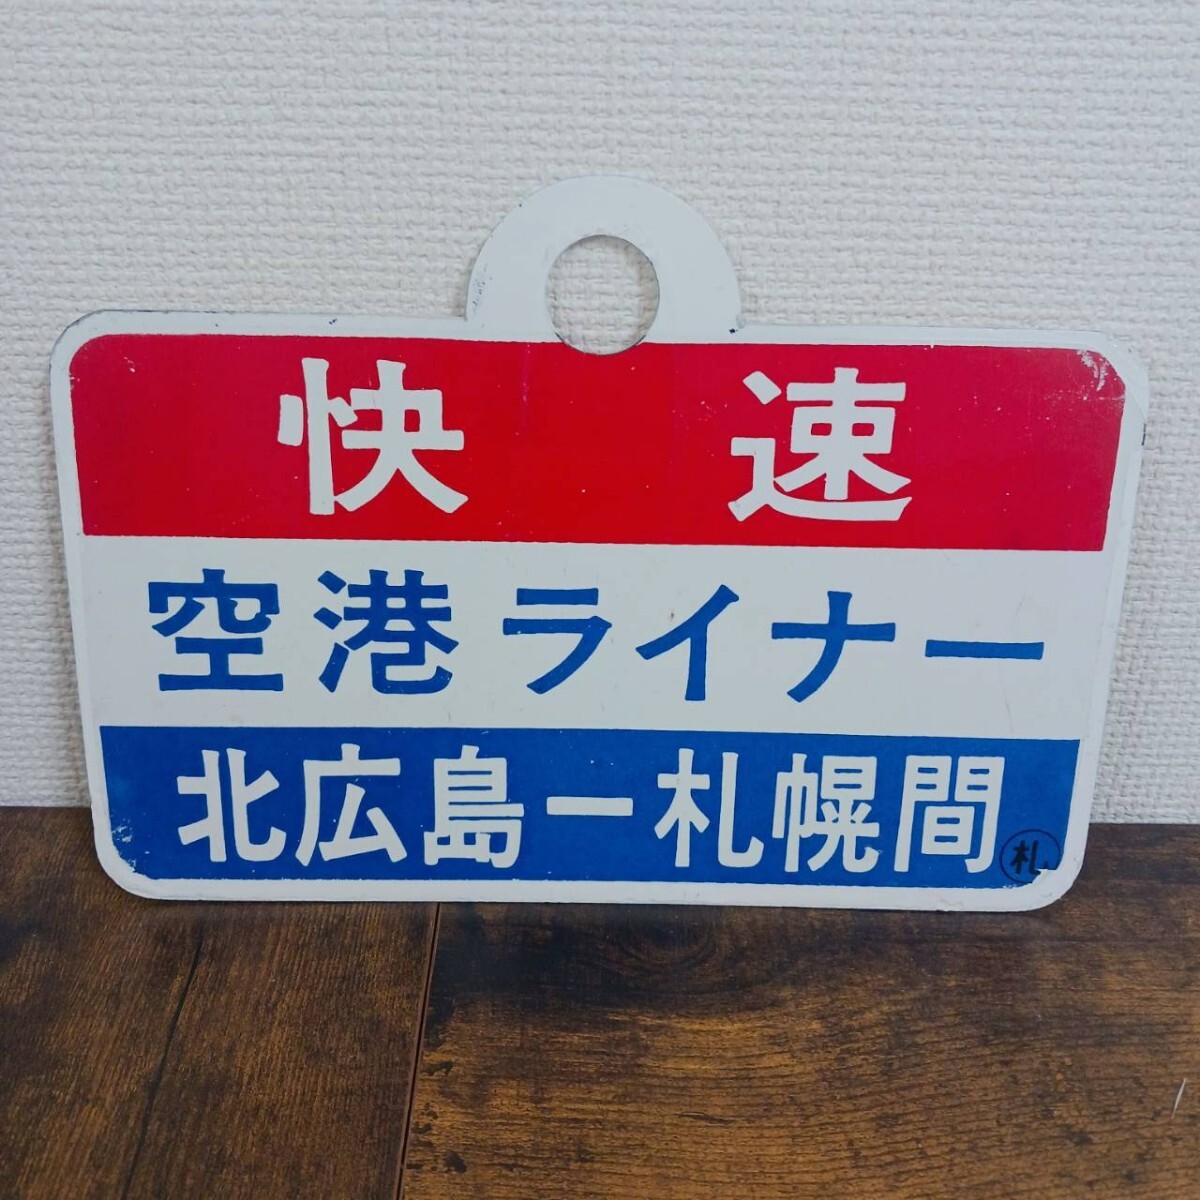 快速
空港ライナー
北広島ー札幌間
札